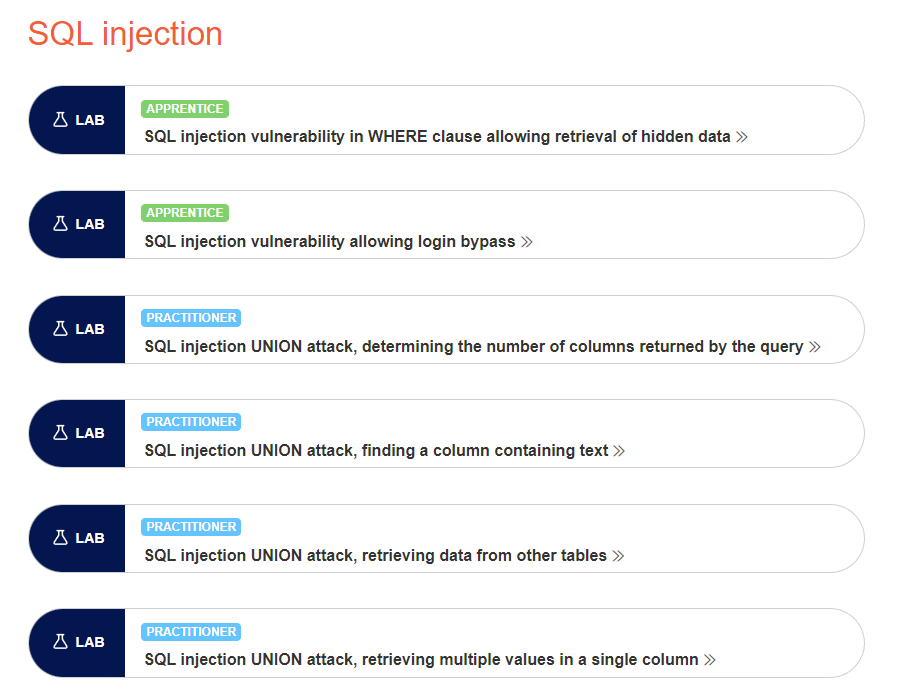 SQL injection
LAB
APPRENTICE
SQL injection vulnerability in WHERE clause allowing retrieval of hidden data
LAB
APPRENTICE
SQL injection vulnerability allowing login bypass
LAB
PRACTITIONER
SQL injection UNION attack, determining the number of columns returned by the query
LAB
PRACTITIONER
SQL injection UNION attack, finding a column containing text
LAB
PRACTITIONER
SQL injection UNION attack, retrieving data from other tables
LAB
PRACTITIONER
SQL injection UNION attack, retrieving multiple values in a single column